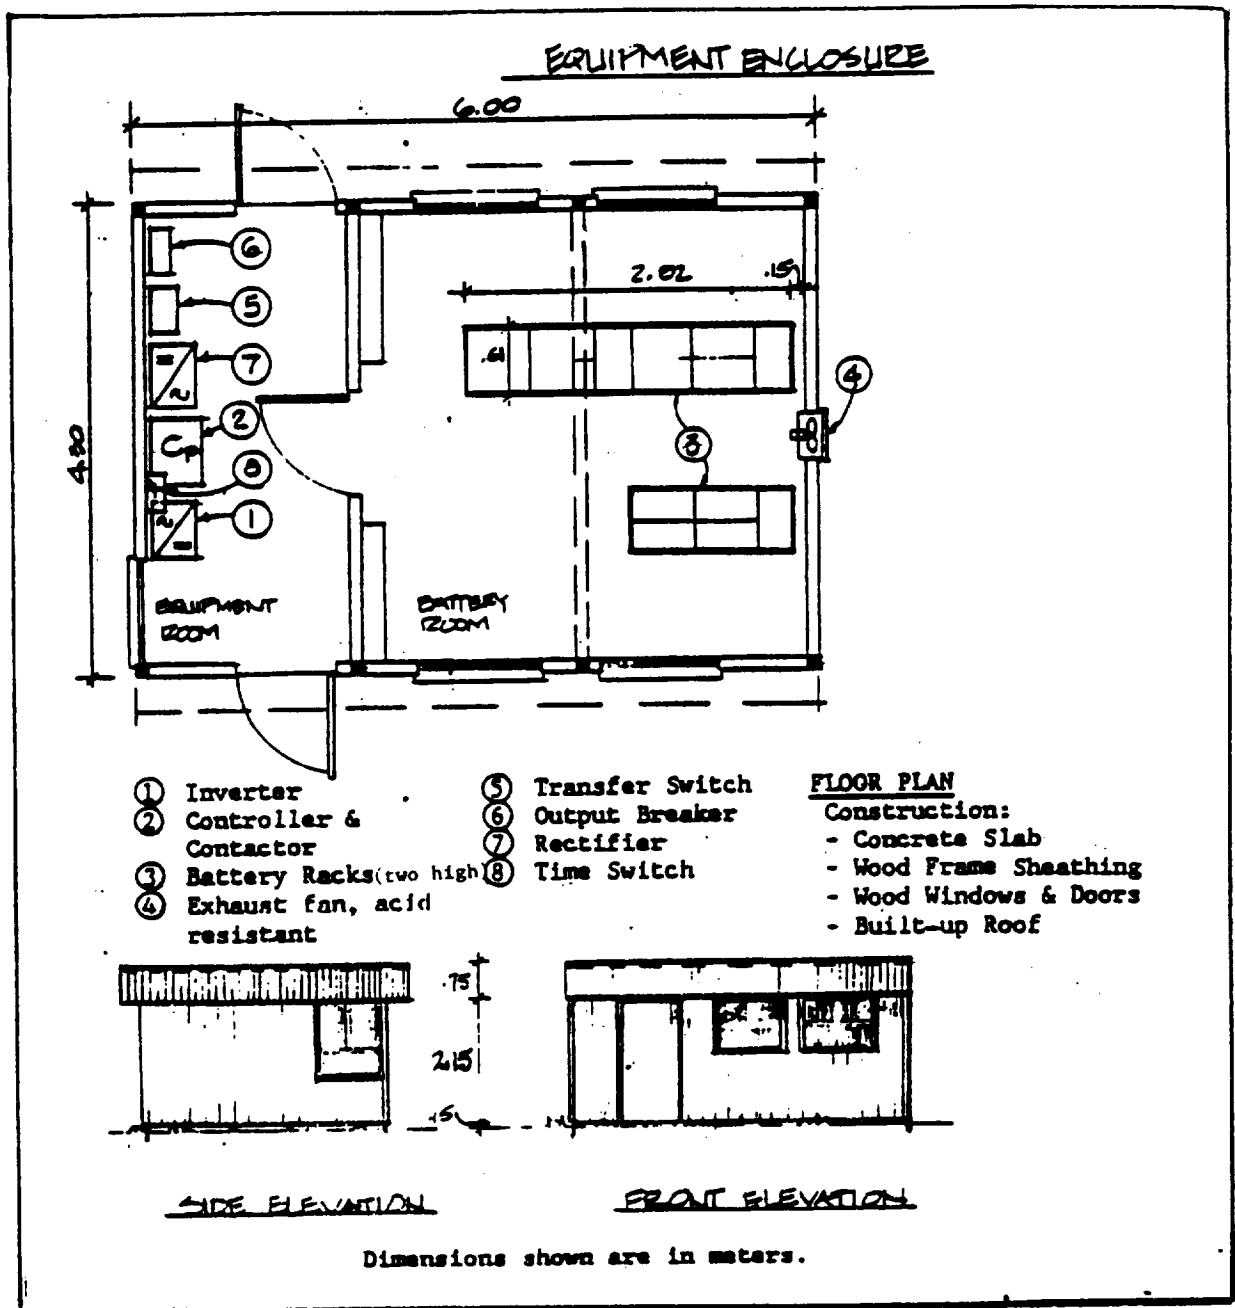 EQUIPMENT ENCLOSURE
6.00
6
5
7
2
8
1
2.02
.15
.61
4
3
Cp
EQUIPMENT
ROOM
BATTERY
ROOM
1 Inverter
2 Controller &
Contactor
3 Battery Racks (two high)
4 Exhaust fan, acid
resistant
5 Transfer Switch
6 Output Breaker
7 Rectifier
8 Time Switch
FLOOR PLAN
Construction:
- Concrete Slab
- Wood Frame Sheathing
- Wood Windows & Doors
- Built-up Roof
.75
2.15
SIDE ELEVATION
FRONT ELEVATION
Dimensions shown are in meters.